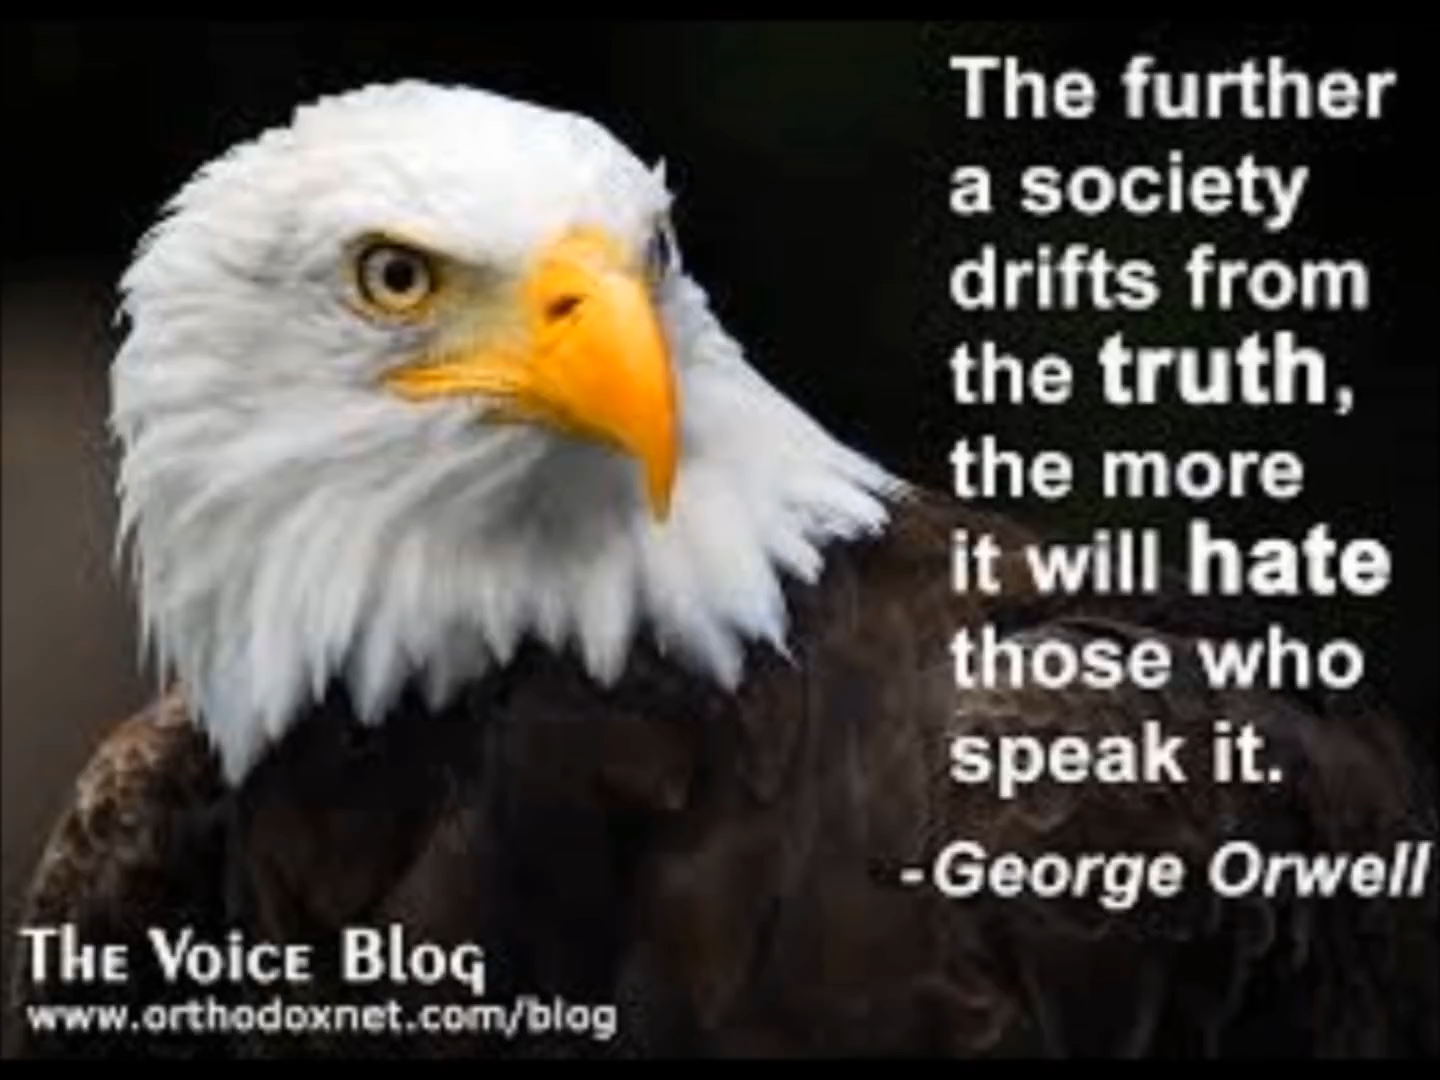 The further
a society
drifts from
the truth,
the more
it will hate
those who
speak it.
-George Orwell
The Voice Blog
www.orthodoxnet.com/blog